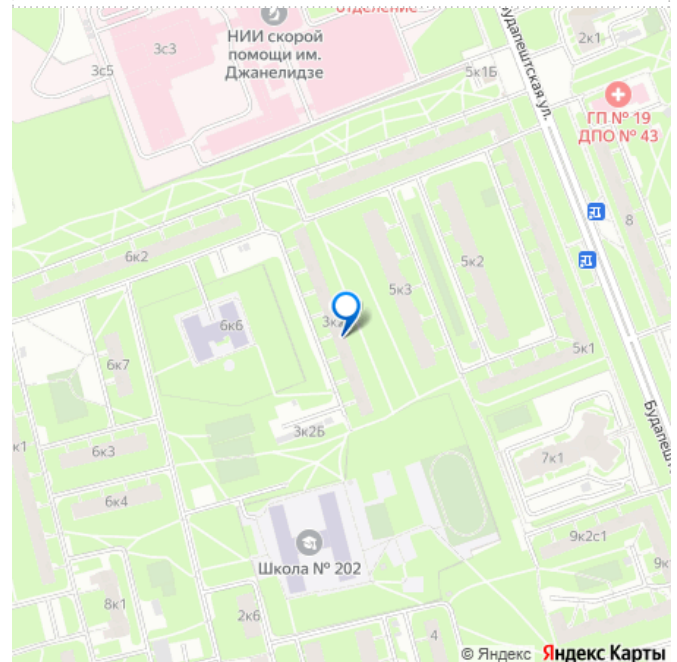 отделение
3с3
3с5
НИИ скорой
помощи им.
Джанелидзе
Будапештская ул.
2к1
5к1Б
ГП № 19
ДПО № 43
8
6к2
5к2
5к3
6к6
5к1
6к7
3к2Б
6к3
к1
7к1
6к4
9к2с1
Школа № 202
8к1
2к6
4
© Яндекс Яндекс Карты